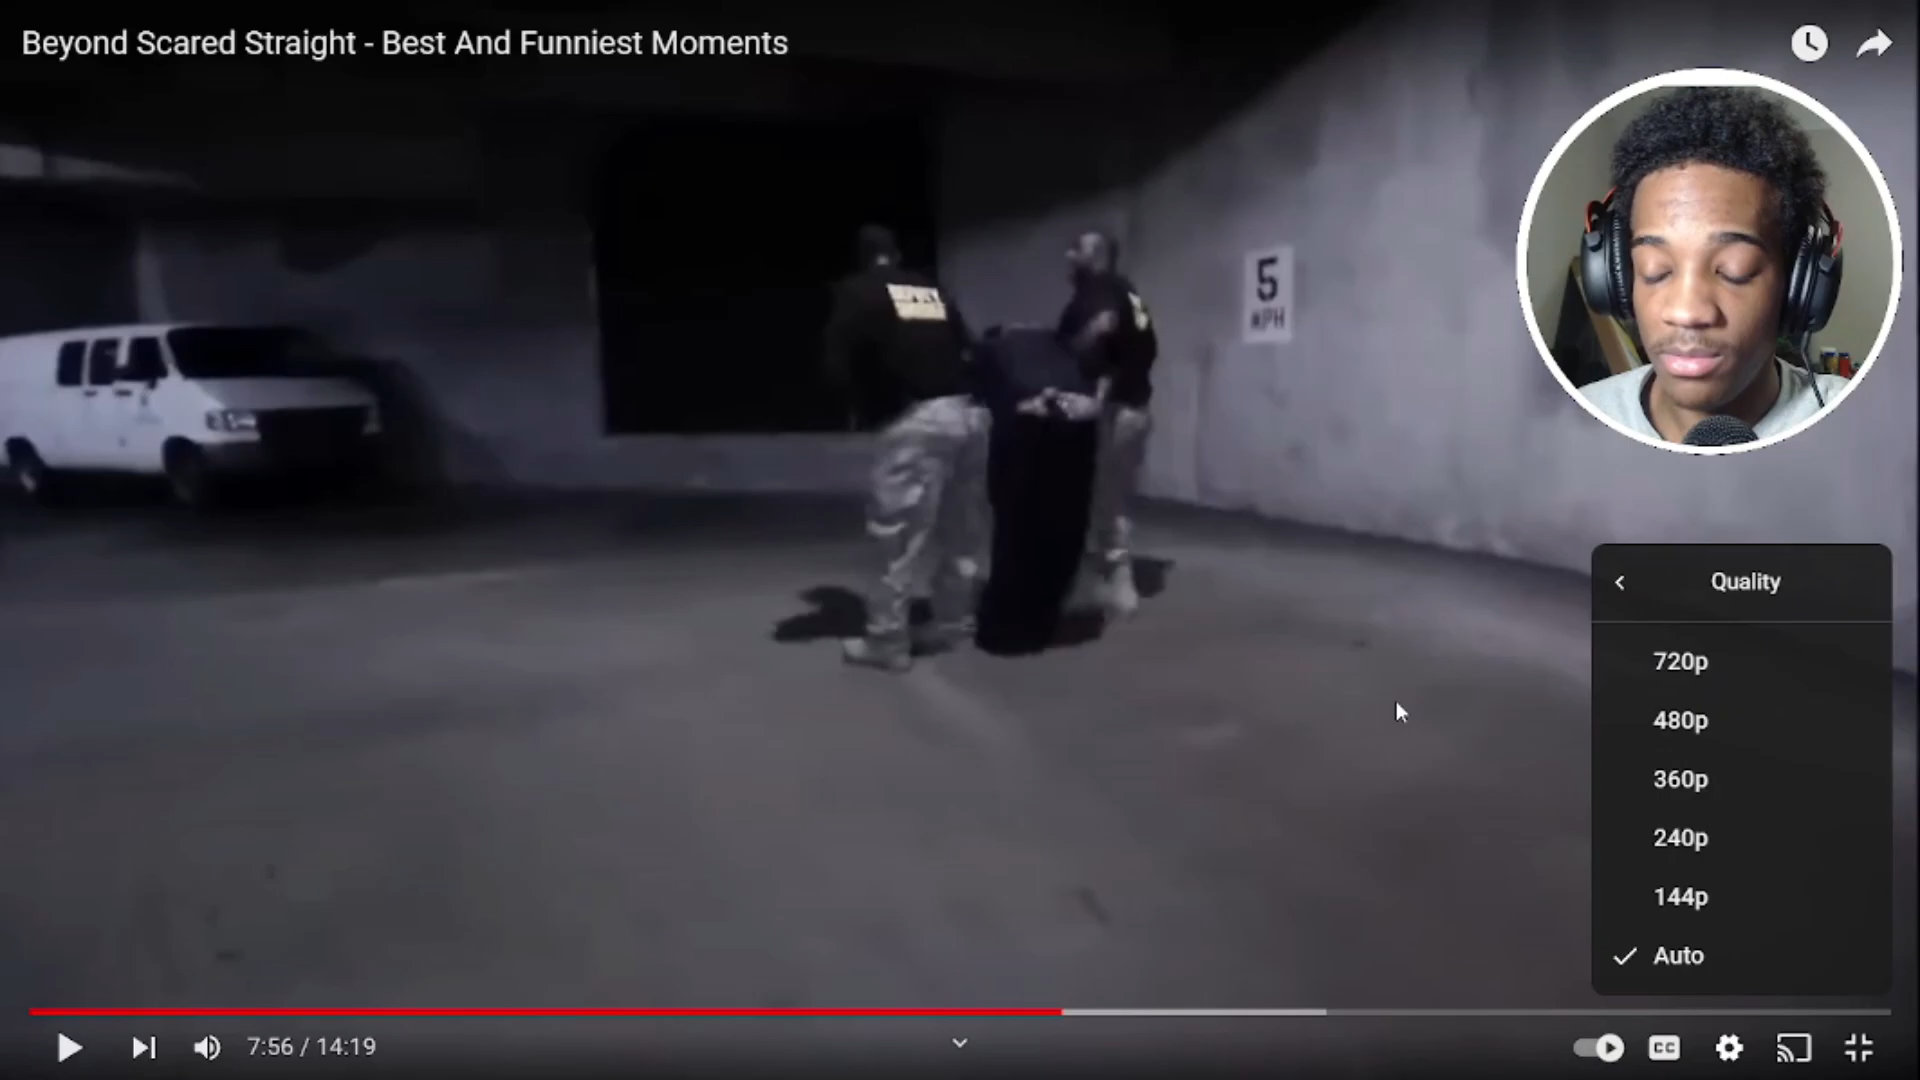 Beyond Scared Straight - Best And Funniest Moments
5
MPH
Quality
720p
480p
360p
240p
144p
Auto
7:56 / 14:19
CC